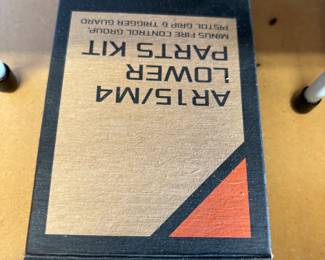 AR15/M4
LOWER
PARTS KIT
MINUS FIRE CONTROL GROUP,
PISTOL GRIP & TRIGGER GUARD